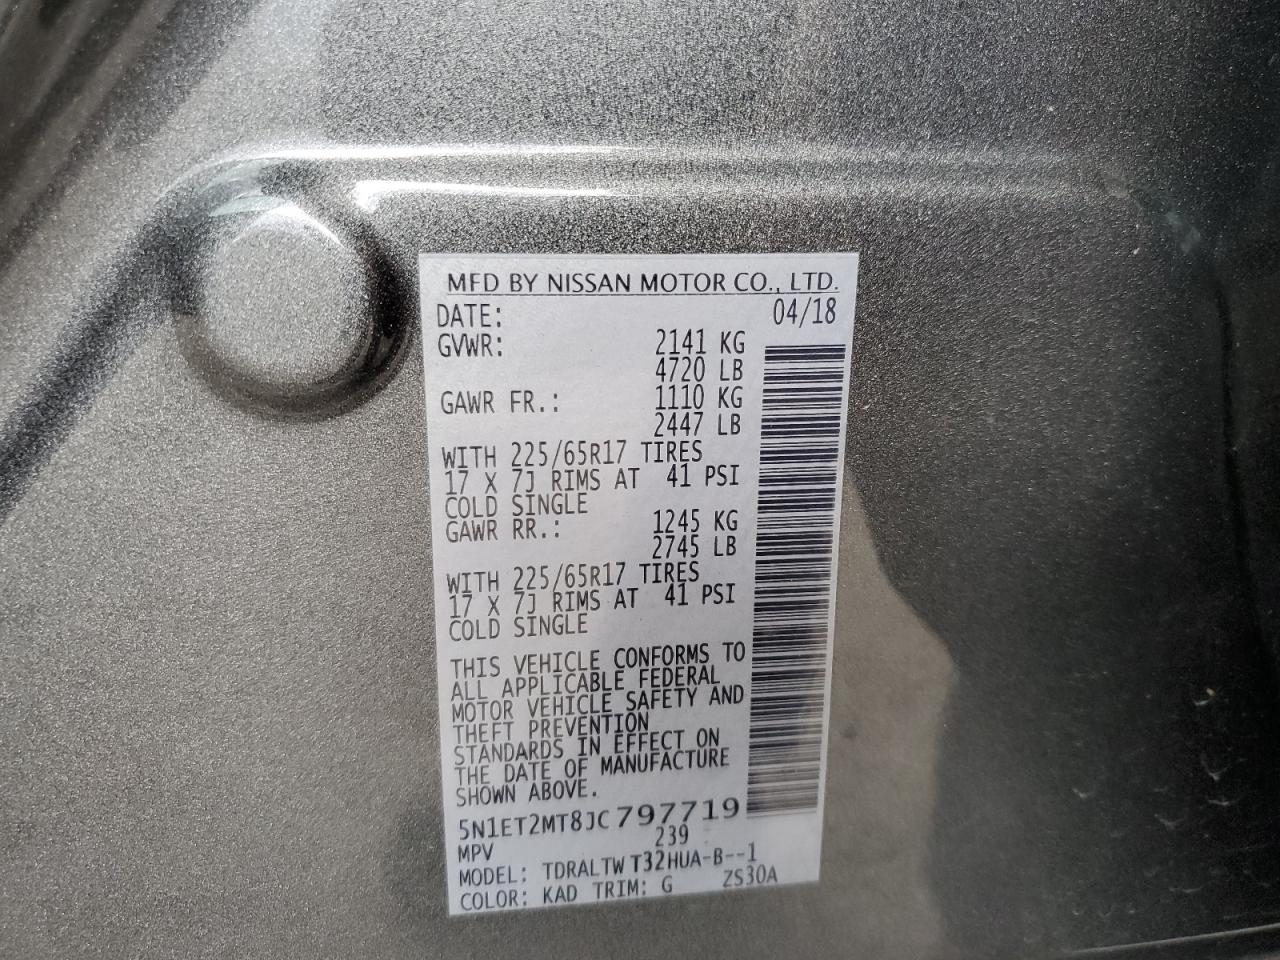 MFD BY NISSAN MOTOR CO., LTD.
DATE: 04/18
GVWR: 2141 KG
4720 LB
GAWR FR.: 1110 KG
2447 LB
WITH 225/65R17 TIRES
17 X 7J RIMS AT 41 PSI
COLD SINGLE
GAWR RR.: 1245 KG
2745 LB
WITH 225/65R17 TIRES
17 X 7J RIMS AT 41 PSI
COLD SINGLE
THIS VEHICLE CONFORMS TO
ALL APPLICABLE FEDERAL
MOTOR VEHICLE SAFETY AND
THEFT PREVENTION
STANDARDS IN EFFECT ON
THE DATE OF MANUFACTURE
SHOWN ABOVE.
5N1ET2MT8JC797719
MPV 239
MODEL: TDRALTW T32HUA-B--1
COLOR: KAD TRIM: G ZS30A